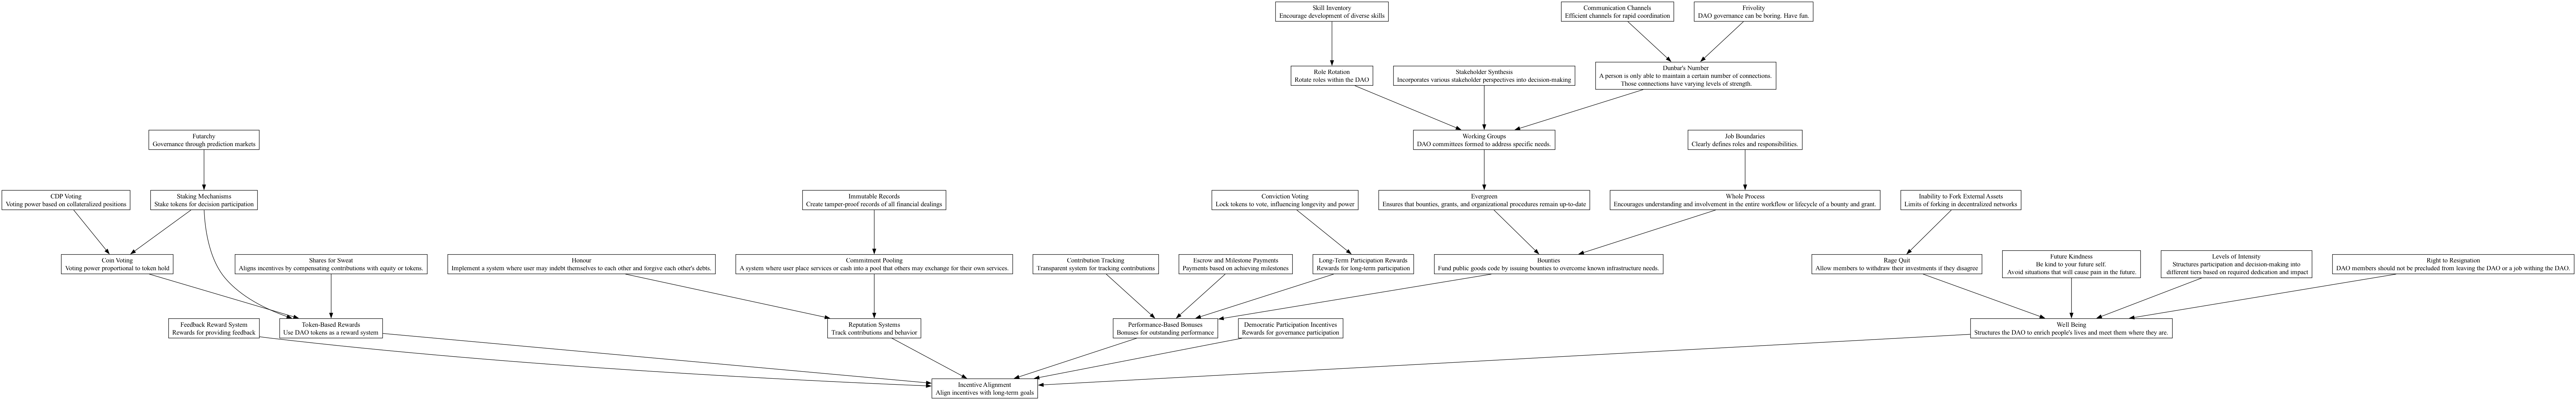 Skill Inventory
Encourage development of diverse skills
Communication Channels
Efficient channels for rapid coordination
Frivolity
DAO governance can be boring. Have fun.
Role Rotation
Rotate roles within the DAO
Stakeholder Synthesis
Incorporates various stakeholder perspectives into decision-making
Dunbar's Number
A person is only able to maintain a certain number of connections.
Those connections have varying levels of strength.
Futarchy
Governance through prediction markets
Working Groups
DAO committees formed to address specific needs.
Job Boundaries
Clearly defines roles and responsibilities.
CDP Voting
Voting power based on collateralized positions
Staking Mechanisms
Stake tokens for decision participation
Immutable Records
Create tamper-proof records of all financial dealings
Conviction Voting
Lock tokens to vote, influencing longevity and power
Evergreen
Ensures that bounties, grants, and organizational procedures remain up-to-date
Whole Process
Encourages understanding and involvement in the entire workflow or lifecycle of a bounty and grant.
Inability to Fork External Assets
Limits of forking in decentralized networks
Coin Voting
Voting power proportional to token hold
Shares for Sweat
Aligns incentives by compensating contributions with equity or tokens.
Honour
Implement a system where user may indebt themselves to each other and forgive each other's debts.
Commitment Pooling
A system where user place services or cash into a pool that others may exchange for their own services.
Contribution Tracking
Transparent system for tracking contributions
Escrow and Milestone Payments
Payments based on achieving milestones
Long-Term Participation Rewards
Rewards for long-term participation
Bounties
Fund public goods code by issuing bounties to overcome known infrastructure needs.
Rage Quit
Allow members to withdraw their investments if they disagree
Future Kindness
Be kind to your future self.
Avoid situations that will cause pain in the future.
Levels of Intensity
Structures participation and decision-making into
different tiers based on required dedication and impact
Right to Resignation
DAO members should not be precluded from leaving the DAO or a job withing the DAO.
Feedback Reward System
Rewards for providing feedback
Token-Based Rewards
Use DAO tokens as a reward system
Reputation Systems
Track contributions and behavior
Performance-Based Bonuses
Bonuses for outstanding performance
Democratic Participation Incentives
Rewards for governance participation
Well Being
Structures the DAO to enrich people's lives and meet them where they are.
Incentive Alignment
Align incentives with long-term goals